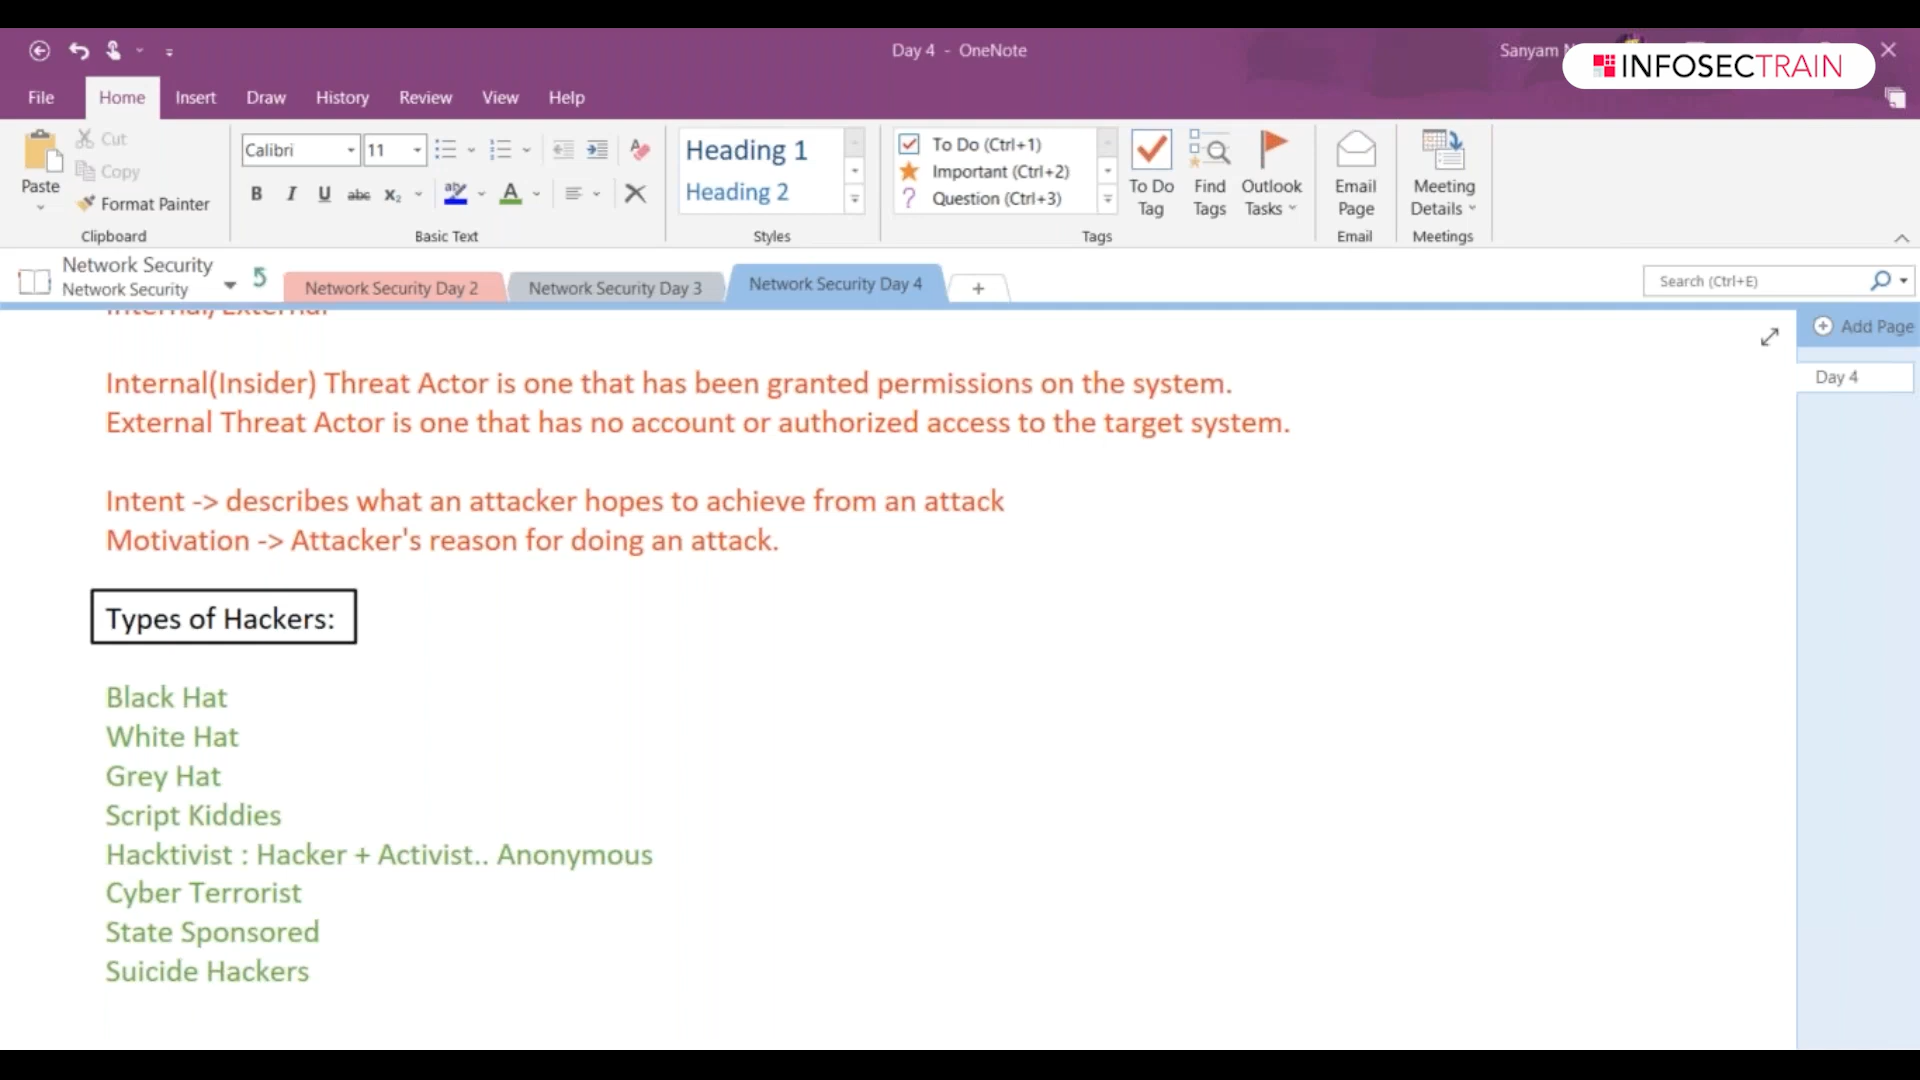 Day 4 - OneNote
Sanyam
INFOSECTRAIN
File Home Insert Draw History Review View Help
Paste
Cut
Copy
Format Painter
Clipboard
Calibri 11
B I U abc X₂ aby A
Basic Text
Heading 1
Heading 2
Styles
To Do (Ctrl+1)
Important (Ctrl+2)
Question (Ctrl+3)
To Do Tag
Find Tags
Outlook Tasks
Tags
Email Page
Email
Meeting Details
Meetings
Network Security
Network Security
Network Security Day 2
Network Security Day 3
Network Security Day 4
+
Search (Ctrl+E)
Add Page
Day 4
Internal/External
Internal(Insider) Threat Actor is one that has been granted permissions on the system.
External Threat Actor is one that has no account or authorized access to the target system.
Intent -> describes what an attacker hopes to achieve from an attack
Motivation -> Attacker's reason for doing an attack.
Types of Hackers:
Black Hat
White Hat
Grey Hat
Script Kiddies
Hacktivist : Hacker + Activist.. Anonymous
Cyber Terrorist
State Sponsored
Suicide Hackers